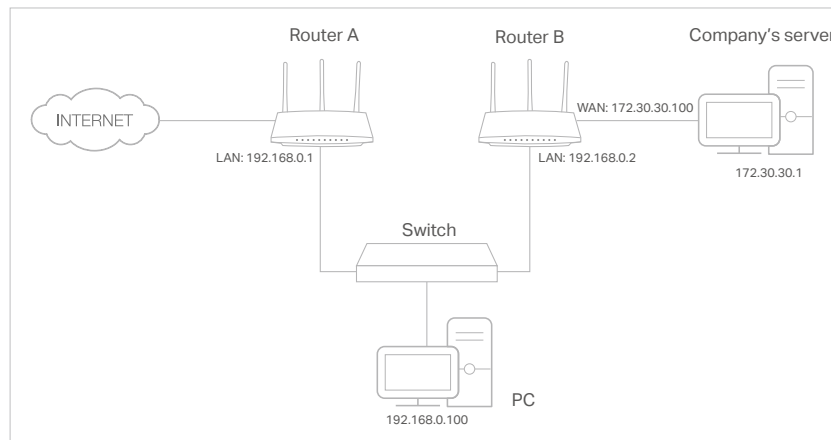 Router A
Router B
Company's server
INTERNET
WAN: 172.30.30.100
LAN: 192.168.0.1
LAN: 192.168.0.2
172.30.30.1
Switch
PC
192.168.0.100